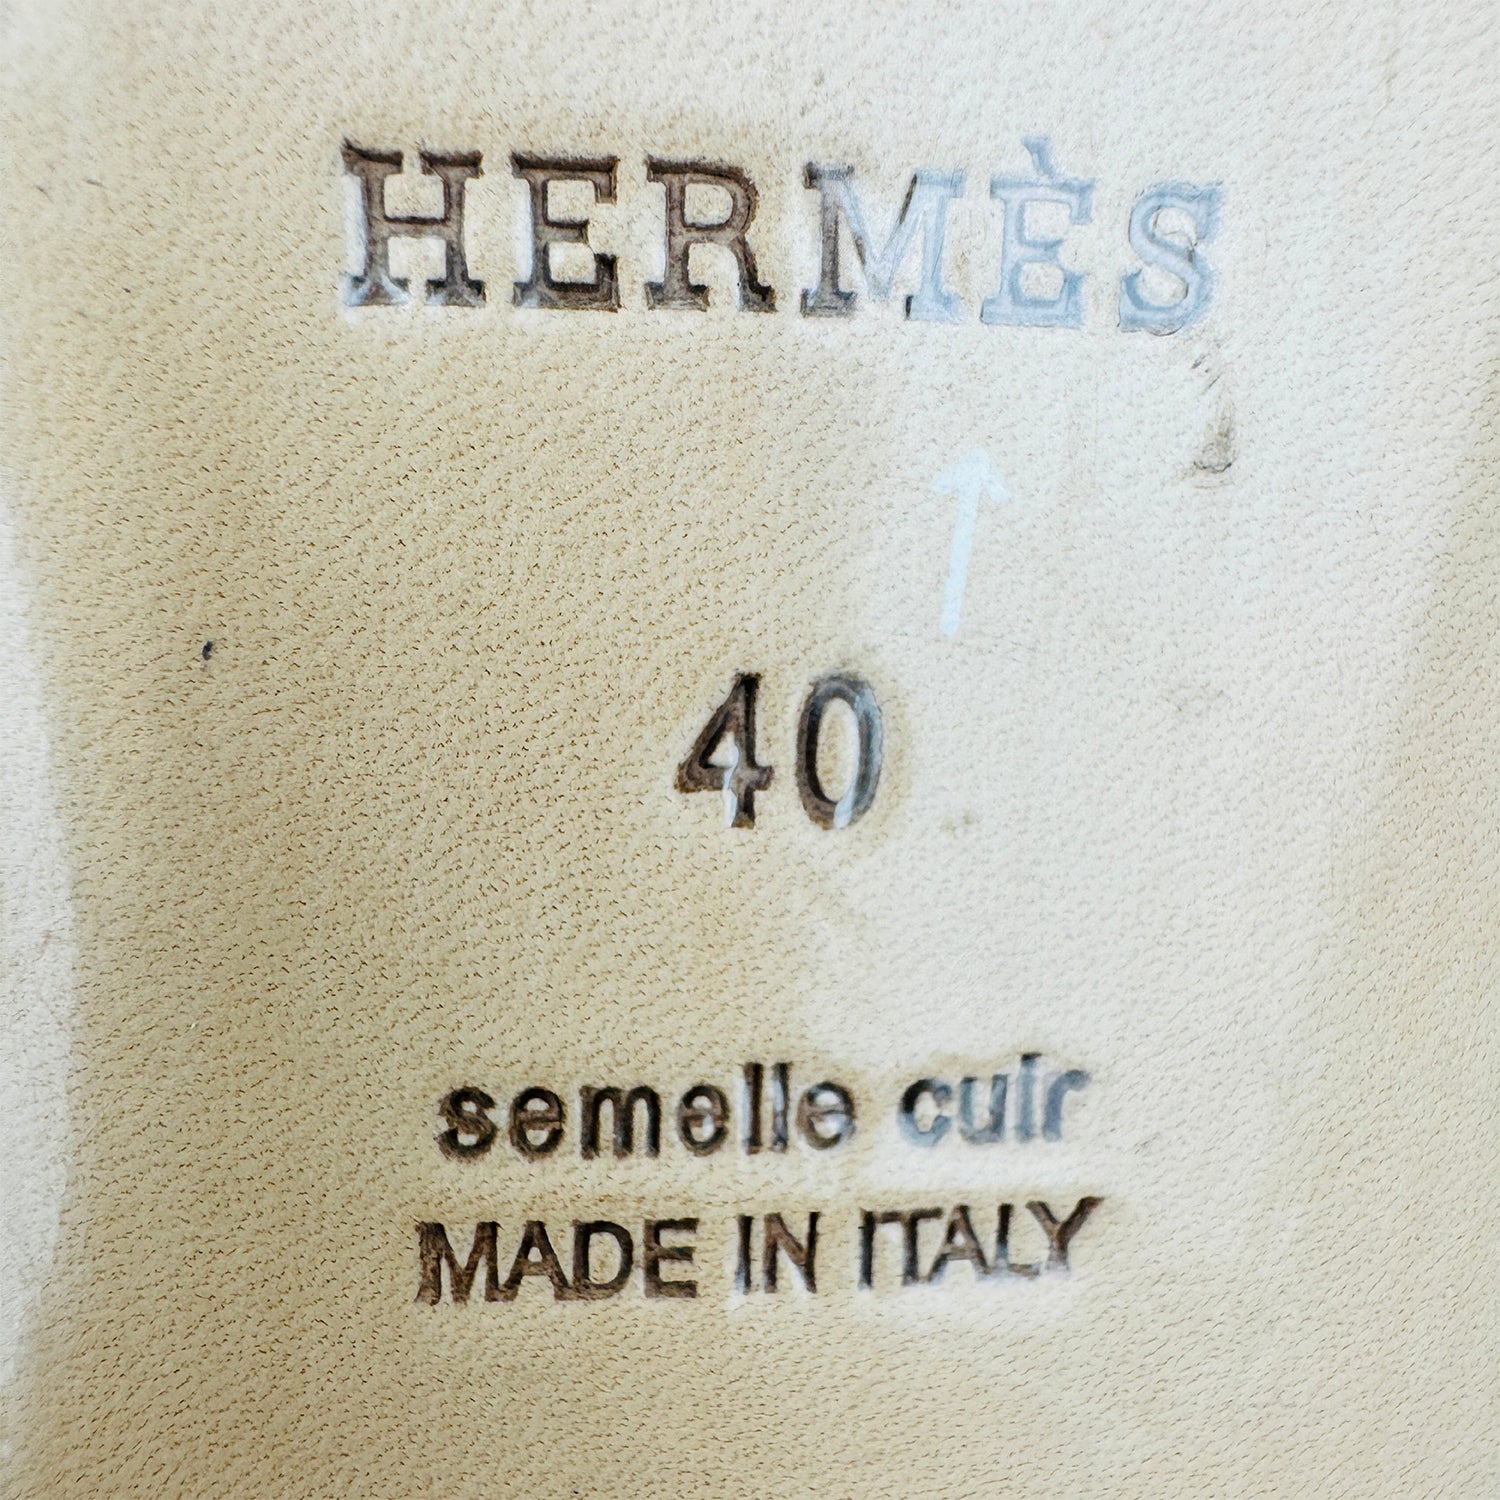 HERMÈS
40
semelle cuir
MADE IN ITALY